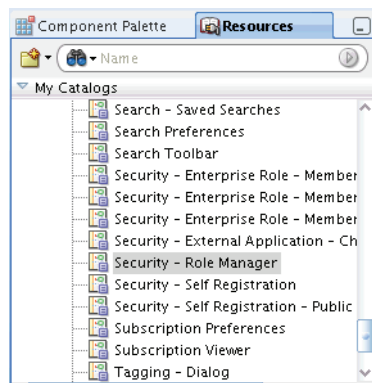 Component Palette Resources
Name
My Catalogs
Search - Saved Searches
Search Preferences
Search Toolbar
Security - Enterprise Role - Member
Security - Enterprise Role - Member
Security - Enterprise Role - Member
Security - External Application - Ch
Security - Role Manager
Security - Self Registration
Security - Self Registration - Public
Subscription Preferences
Subscription Viewer
Tagging - Dialog